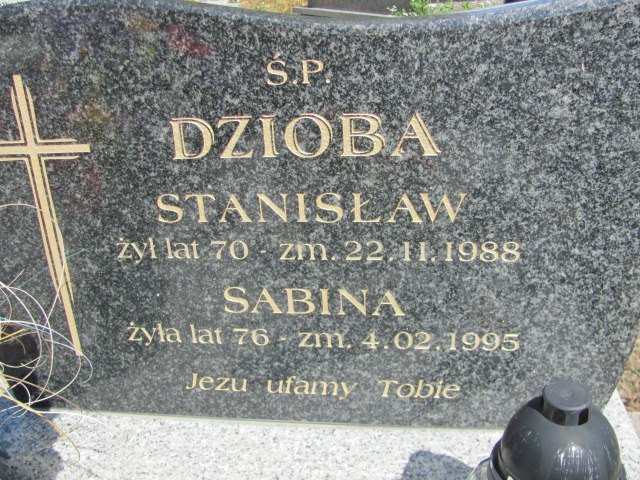 Ś.P.
DZIOBA
STANISŁAW
żył lat 70 - zm. 22.11.1988
SABINA
żyła lat 76 - zm. 4.02.1995
Jezu ufamy Tobie